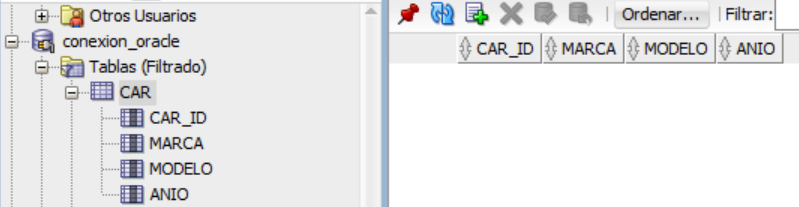 Otros Usuarios
conexion_oracle
Tablas (Filtrado)
CAR
CAR_ID
MARCA
MODELO
ANIO
Ordenar... Filtrar:
CAR_ID MARCA MODELO ANIO